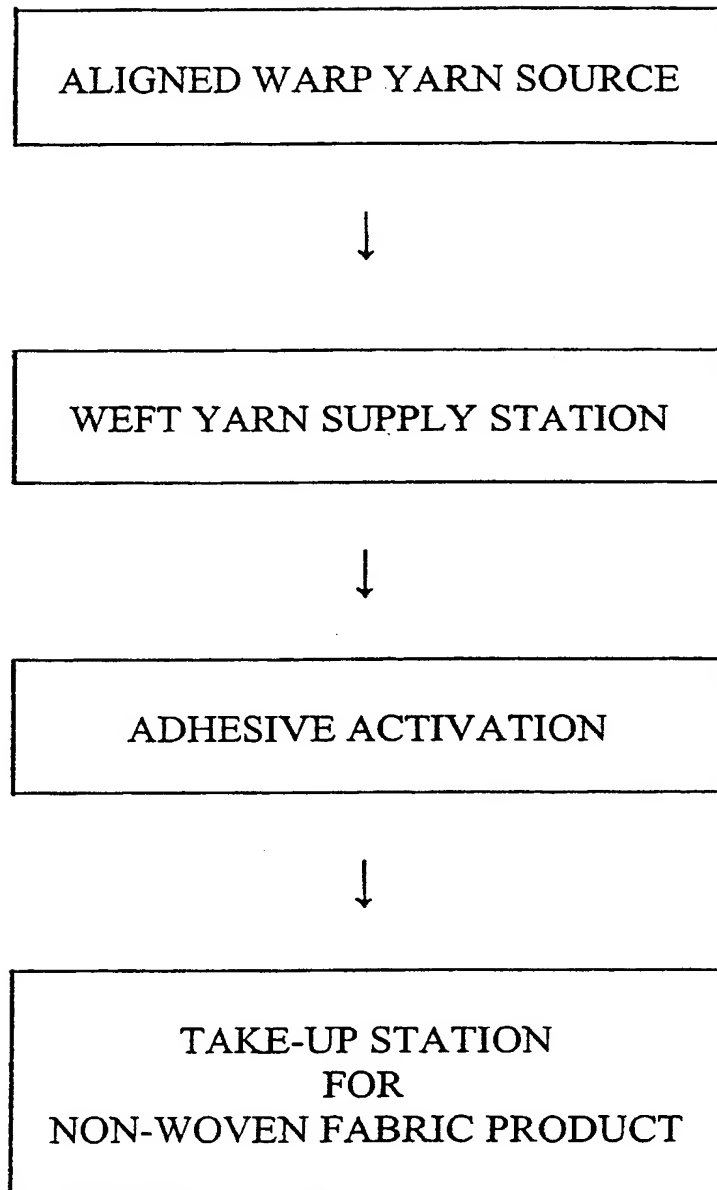 ALIGNED WARP YARN SOURCE
↓
WEFT YARN SUPPLY STATION
↓
ADHESIVE ACTIVATION
↓
TAKE-UP STATION
FOR
NON-WOVEN FABRIC PRODUCT